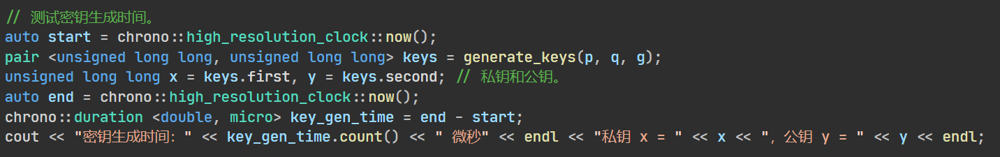 // 测试密钥生成时间。
auto start = chrono::high_resolution_clock::now();
pair <unsigned long long, unsigned long long> keys = generate_keys(p, q, g);
unsigned long long x = keys.first, y = keys.second; // 私钥和公钥。
auto end = chrono::high_resolution_clock::now();
chrono::duration <double, micro> key_gen_time = end - start;
cout << "密钥生成时间：" << key_gen_time.count() << " 微秒" << endl << "私钥 x = " << x << "，公钥 y = " << y << endl;